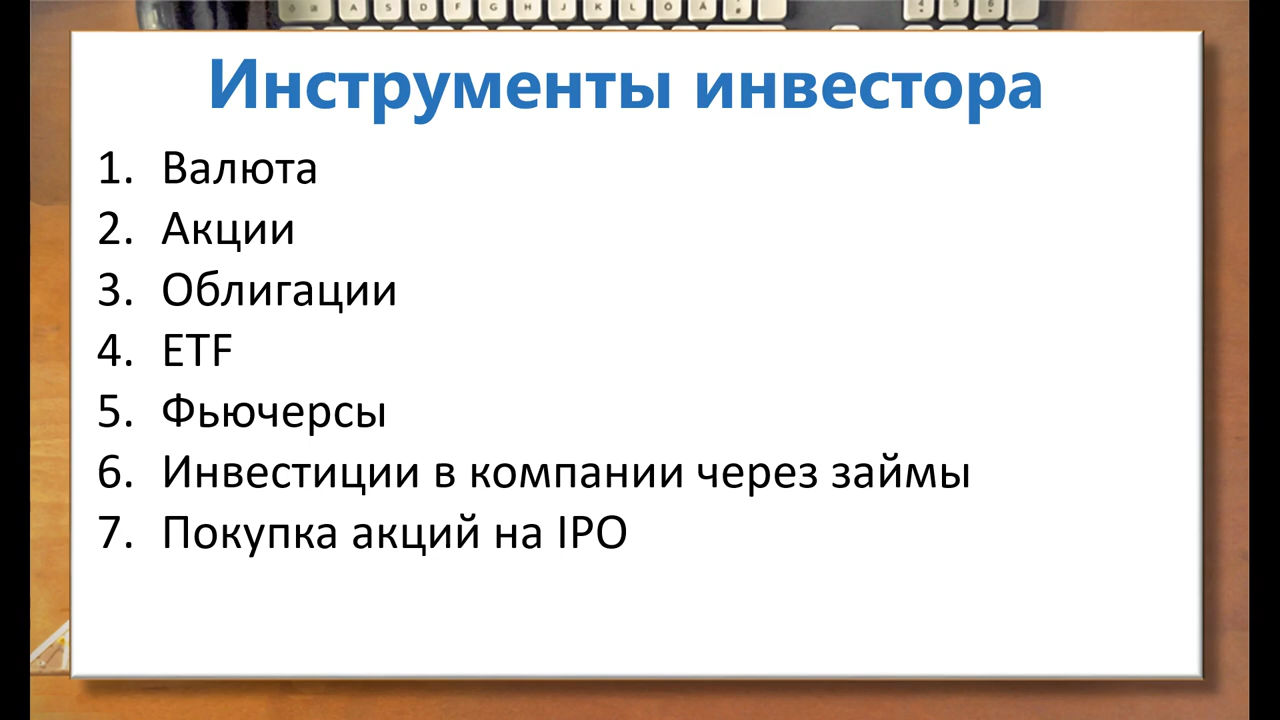 Инструменты инвестора
1. Валюта
2. Акции
3. Облигации
4. ETF
5. Фьючерсы
6. Инвестиции в компании через займы
7. Покупка акций на IPO